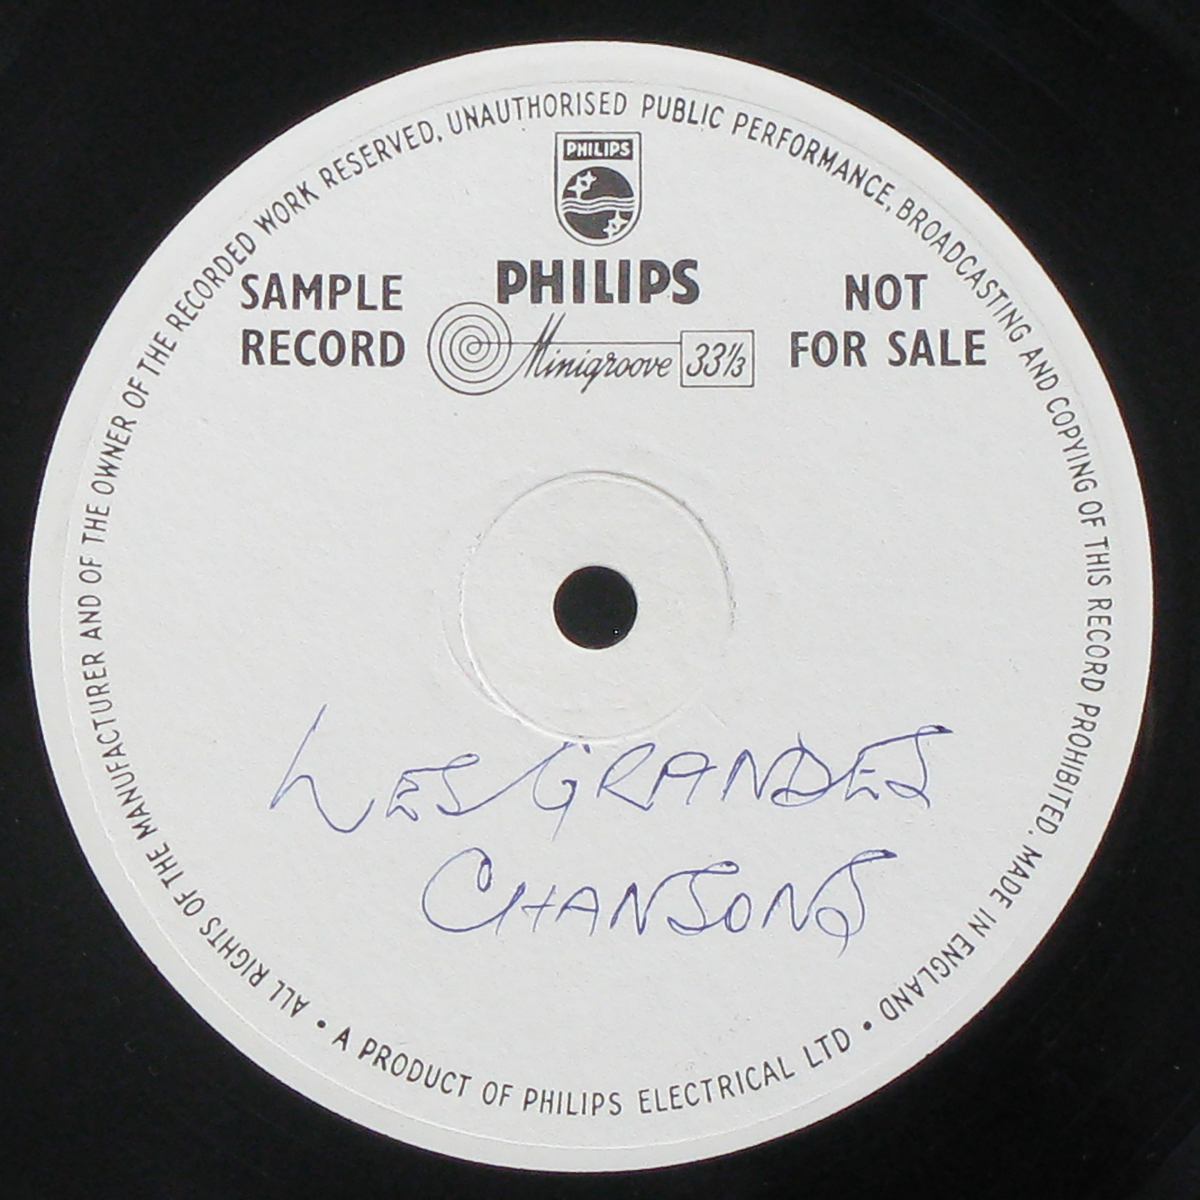 ALL RIGHTS OF THE MANUFACTURER AND OF THE OWNER OF THE RECORDED WORK RESERVED, UNAUTHORISED PUBLIC PERFORMANCE, BROADCASTING AND COPYING OF THIS RECORD PROHIBITED. MADE IN ENGLAND
PHILIPS
PHILIPS
SAMPLE RECORD
Minigroove 33⅓
NOT FOR SALE
LES GRANDES
CHANSONS
• A PRODUCT OF PHILIPS ELECTRICAL LTD •